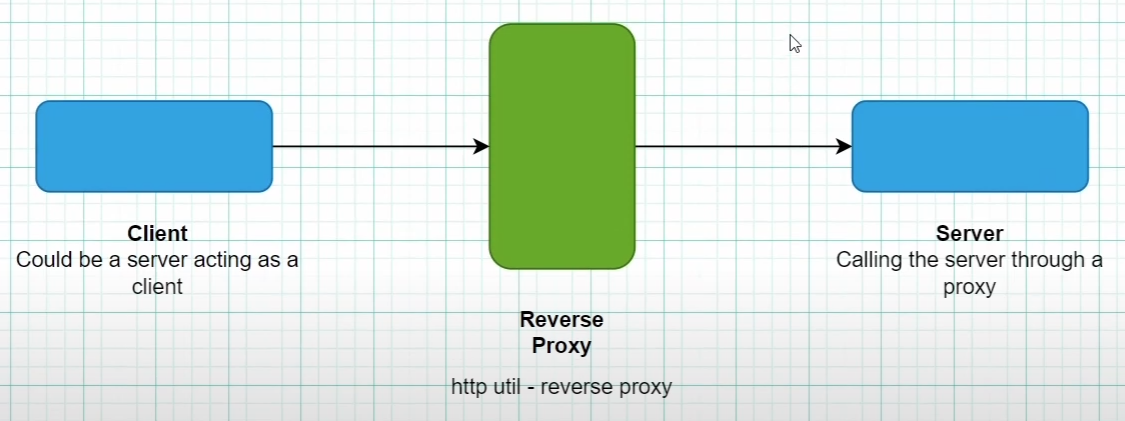 Client
Could be a server acting as a
client
Reverse
Proxy
http util - reverse proxy
Server
Calling the server through a
proxy